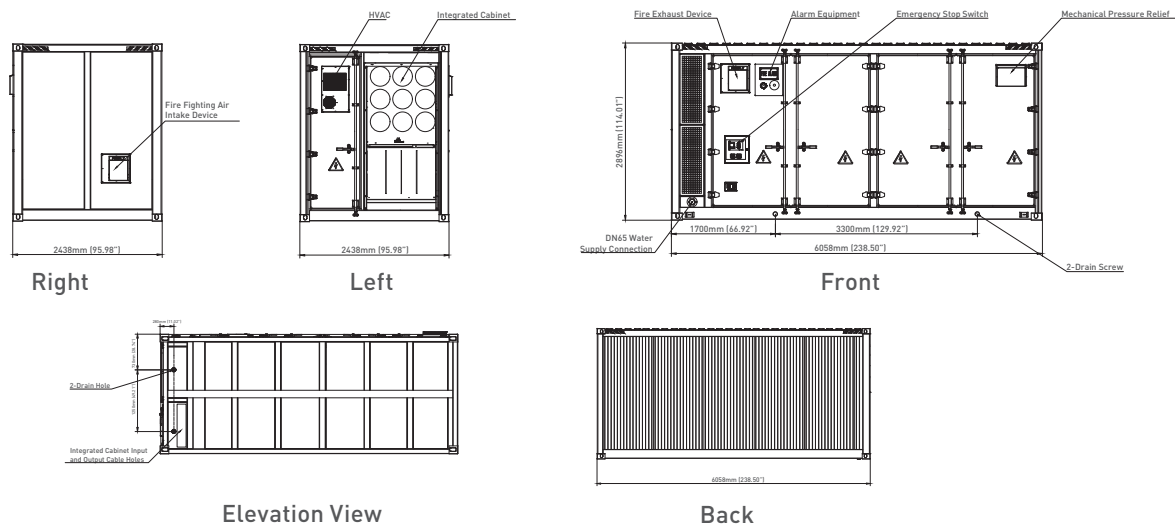 HVAC
Integrated Cabinet
Fire Fighting Air
Intake Device
2438mm (95.98")
2438mm (95.98")
Right
Left
Fire Exhaust Device
Alarm Equipment
Emergency Stop Switch
Mechanical Pressure Relief
2896mm (114.01")
DN65 Water
Supply Connection
1700mm (66.92")
3300mm (129.92")
6058mm (238.50")
2-Drain Screw
Front
2-Drain Hole
Integrated Cabinet Input
and Output Cable Holes
Elevation View
6058mm (238.50")
Back